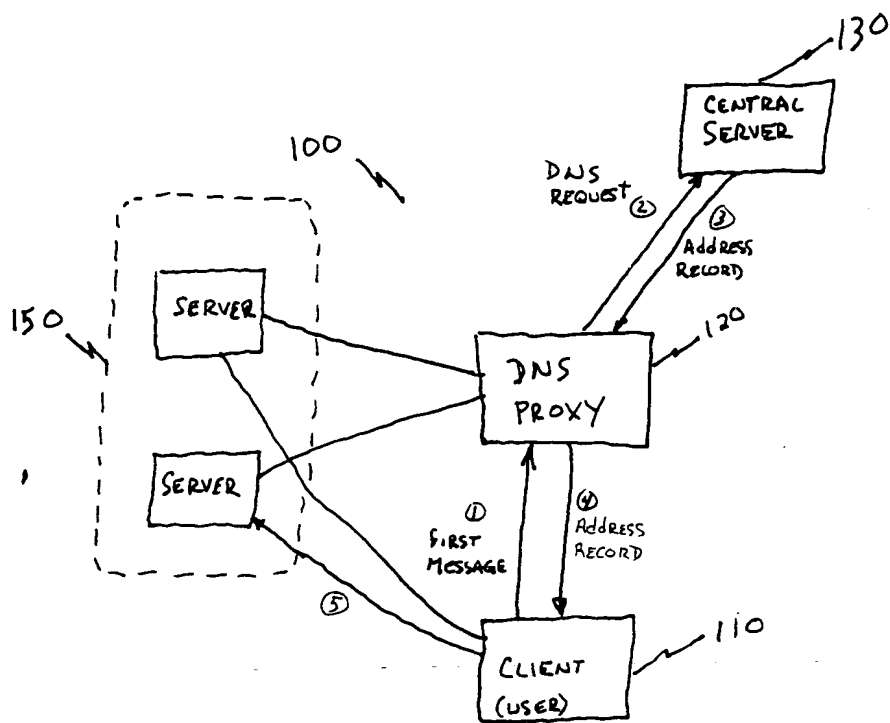 130
CENTRAL
SERVER
100
DNS
REQUEST ②
③
Address
RECORD
SERVER
150
120
DNS
PROXY
SERVER
①
FIRST
MESSAGE
④
Address
RECORD
⑤
110
CLIENT
(USER)